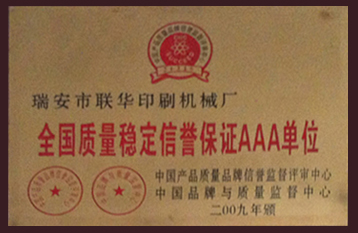 瑞安市联华印刷机械厂
全国质量稳定信誉保证AAA单位
中国产品质量品牌信誉监督评审中心
中国品牌与质量监督中心
二00九年颁